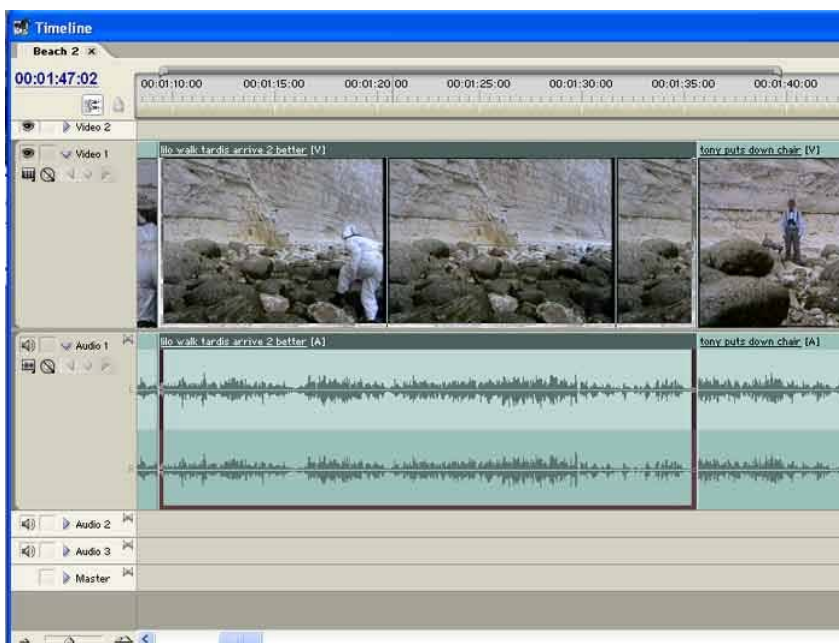 Timeline
Beach 2 x
00:01:47:02
00:01:10:00 00:01:15:00 00:01:20:00 00:01:25:00 00:01:30:00 00:01:35:00 00:01:40:00
Video 2
Video 1
lilo walk tardis arrive 2 better [V]
tony puts down chair [V]
Audio 1
lilo walk tardis arrive 2 better [A]
tony puts down chair [A]
L
R
Audio 2
Audio 3
Master